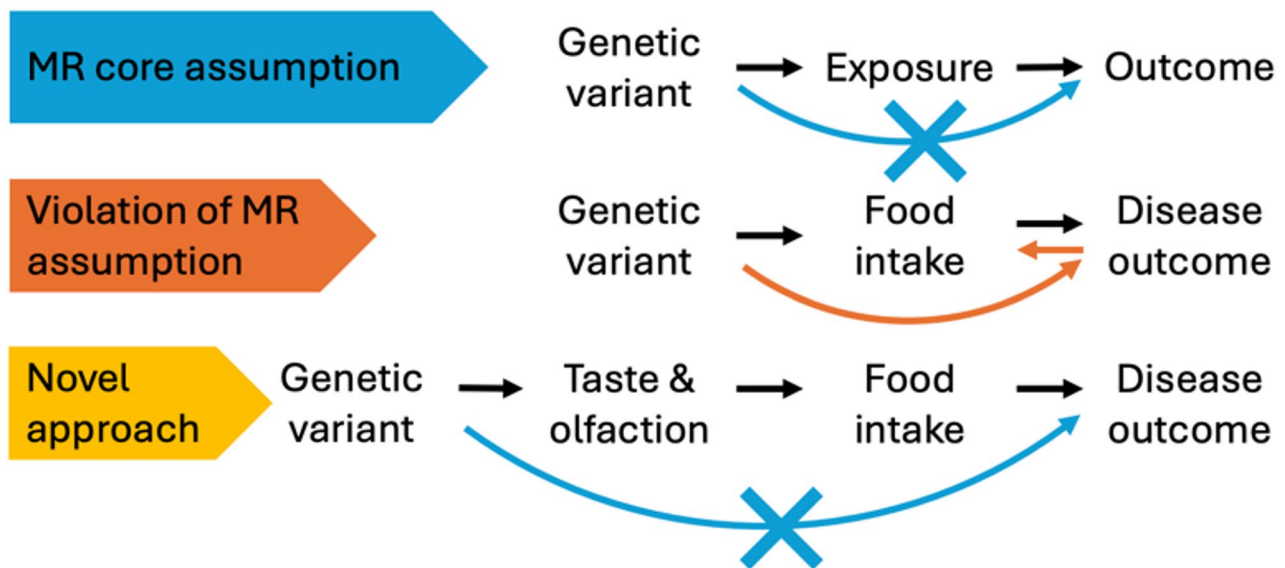 MR core assumption
Genetic
variant
Exposure
Outcome
Violation of MR
assumption
Genetic
variant
Food
intake
Disease
outcome
Novel
approach
Genetic
variant
Taste &
olfaction
Food
intake
Disease
outcome